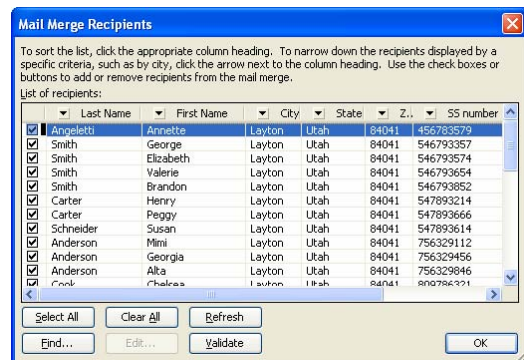 Mail Merge Recipients
To sort the list, click the appropriate column heading. To narrow down the recipients displayed by a
specific criteria, such as by city, click the arrow next to the column heading. Use the check boxes or
buttons to add or remove recipients from the mail merge.
List of recipients:
Last Name First Name City State Z.. SS number
Angeletti Annette Layton Utah 84041 456783579
Smith George Layton Utah 84041 546793357
Smith Elizabeth Layton Utah 84041 546793574
Smith Valerie Layton Utah 84041 546793654
Smith Brandon Layton Utah 84041 546793852
Carter Henry Layton Utah 84041 547893214
Carter Peggy Layton Utah 84041 547893666
Schneider Susan Layton Utah 84041 547893614
Anderson Mimi Layton Utah 84041 756329112
Anderson Georgia Layton Utah 84041 756329456
Anderson Alta Layton Utah 84041 756329846
Cook Chelsea Layton Utah 84041 809786321
Select All Clear All Refresh
Find... Edit... Validate OK